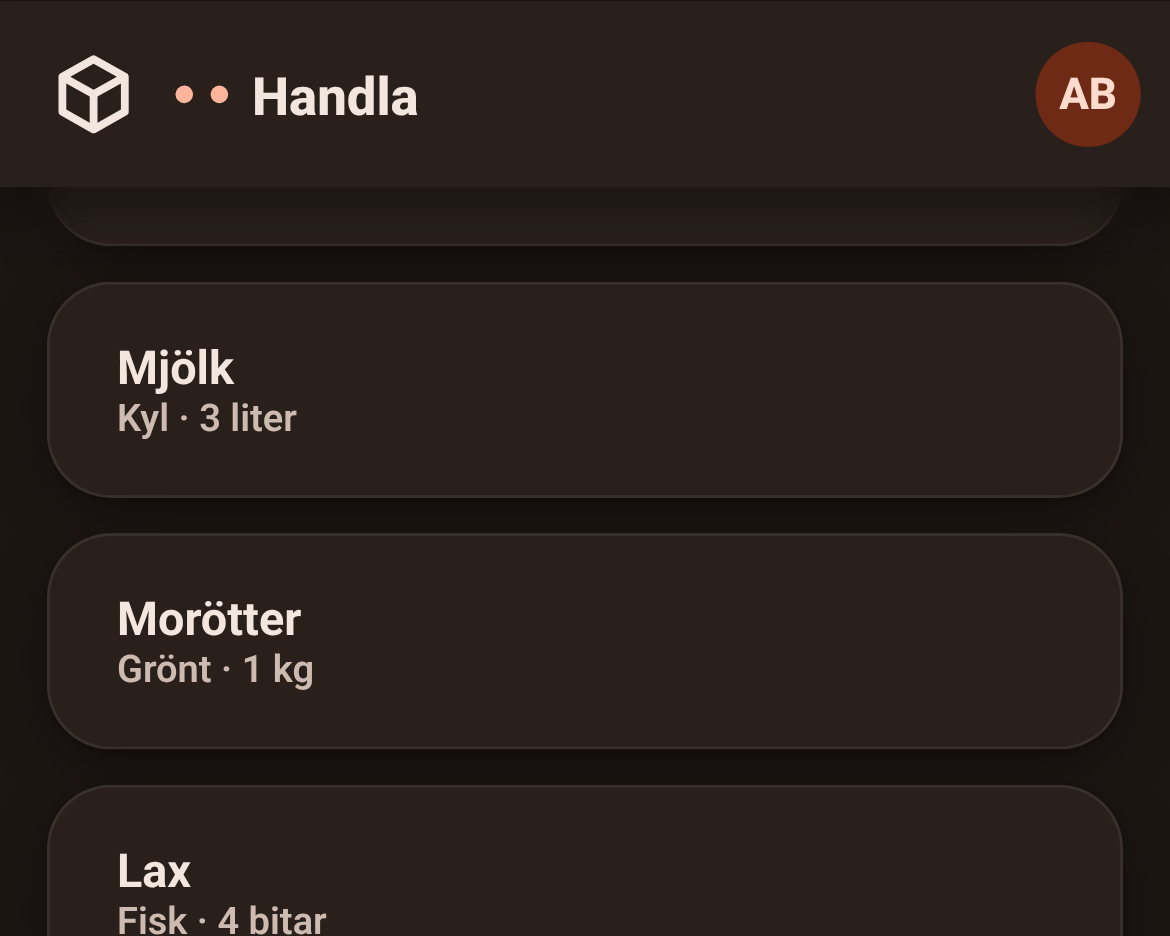 Handla
AB
Mjölk
Kyl · 3 liter
Morötter
Grönt · 1 kg
Lax
Fisk · 4 bitar